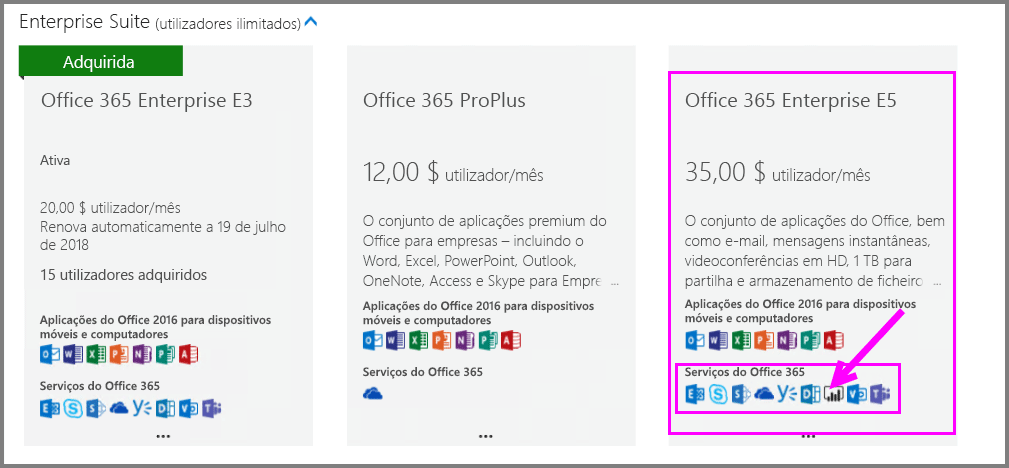 Enterprise Suite (utilizadores ilimitados)
Adquirida
Office 365 Enterprise E3
Ativa
20,00 $ utilizador/mês
Renova automaticamente a 19 de julho
de 2018
15 utilizadores adquiridos
Aplicações do Office 2016 para dispositivos
móveis e computadores
Serviços do Office 365
...
Office 365 ProPlus
12,00 $ utilizador/mês
O conjunto de aplicações premium do
Office para empresas – incluindo o
Word, Excel, PowerPoint, Outlook,
OneNote, Access e Skype para Empre ...
Aplicações do Office 2016 para dispositivos
móveis e computadores
Serviços do Office 365
...
Office 365 Enterprise E5
35,00 $ utilizador/mês
O conjunto de aplicações do Office, bem
como e-mail, mensagens instantâneas,
videoconferências em HD, 1 TB para
partilha e armazenamento de ficheiro ...
Aplicações do Office 2016 para dispositivos
móveis e computadores
Serviços do Office 365
...